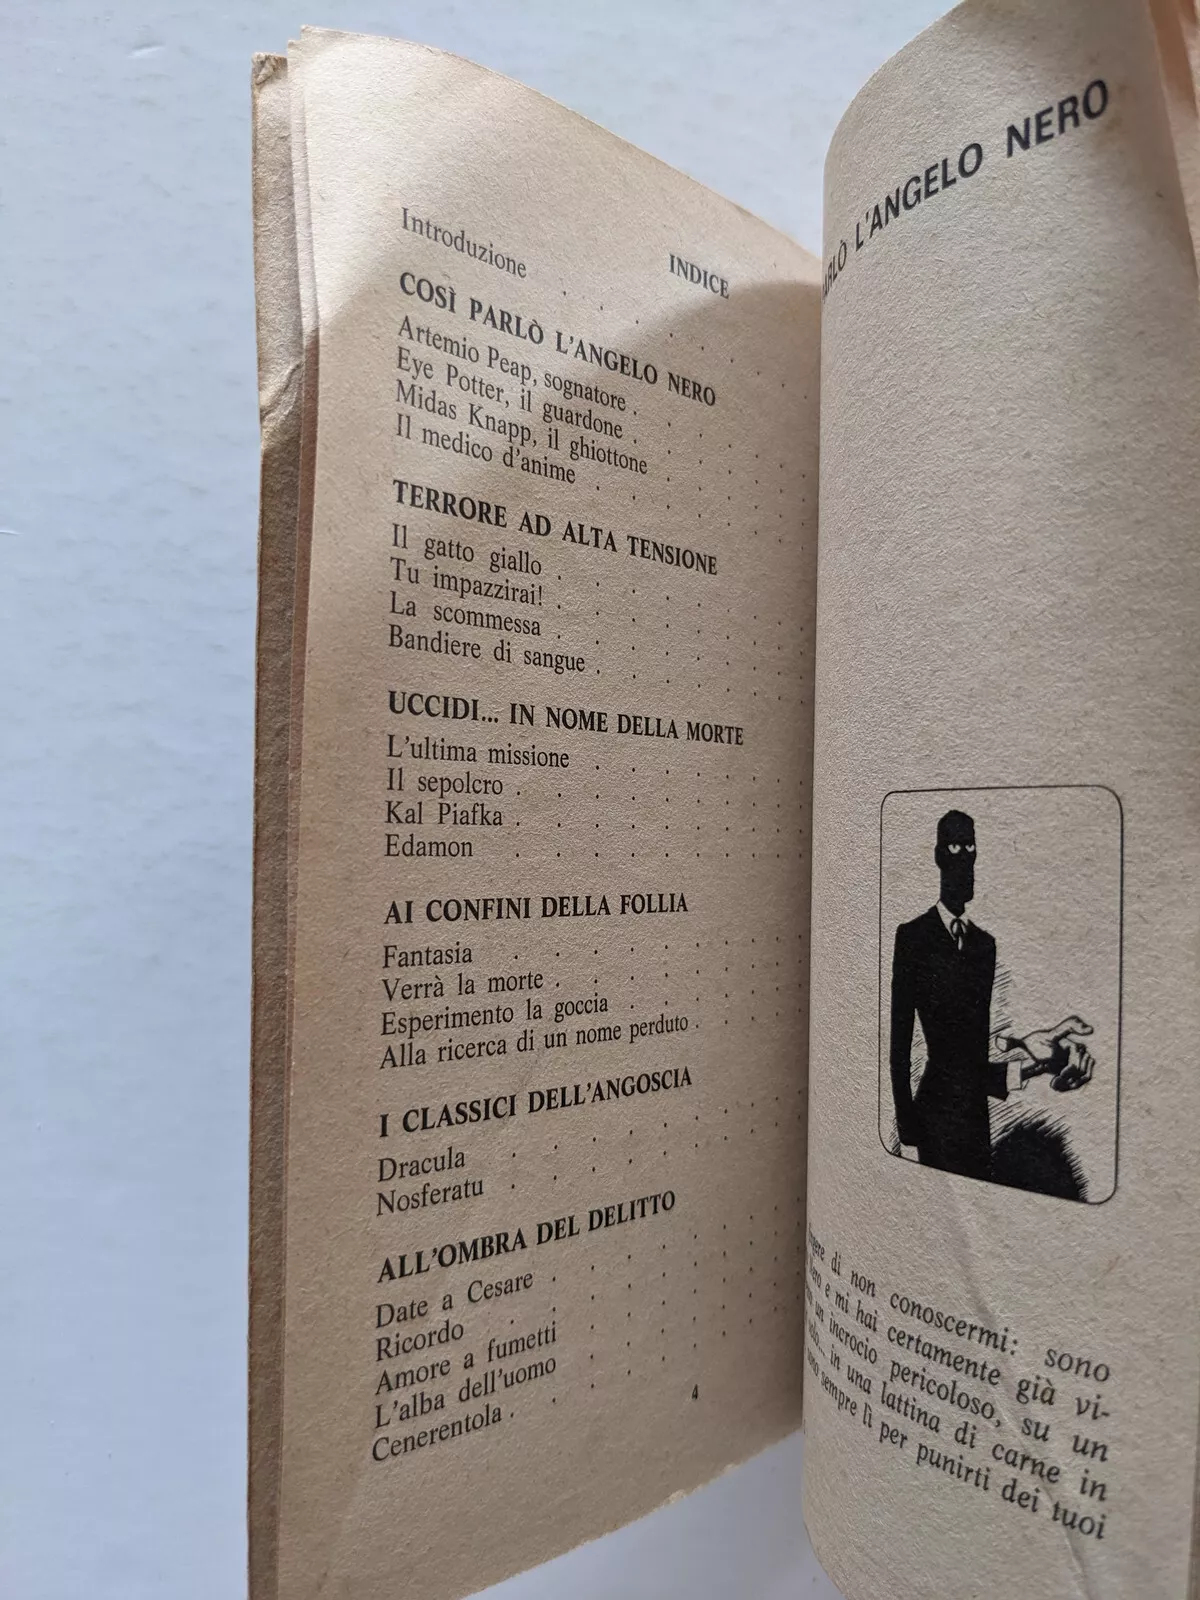 INDICE
Introduzione
COSÌ PARLÒ L'ANGELO NERO
Artemio Peap, sognatore
Eye Potter, il guardone
Midas Knapp, il ghiottone
Il medico d'anime
TERRORE AD ALTA TENSIONE
Il gatto giallo
Tu impazzirai!
La scommessa
Bandiere di sangue
UCCIDI... IN NOME DELLA MORTE
L'ultima missione
Il sepolcro
Kal Piafka
Edamon
AI CONFINI DELLA FOLLIA
Fantasia
Verrà la morte
Esperimento la goccia
Alla ricerca di un nome perduto
I CLASSICI DELL'ANGOSCIA
Dracula
Nosferatu
ALL'OMBRA DEL DELITTO
Date a Cesare
Ricordo
Amore a fumetti
L'alba dell'uomo
Cenerentola
4
L'ANGELO NERO
di non conoscermi: sono
e mi hai certamente già vi-
un incrocio pericoloso, su un
in una lattina di carne in
sempre lì per punirti dei tuoi